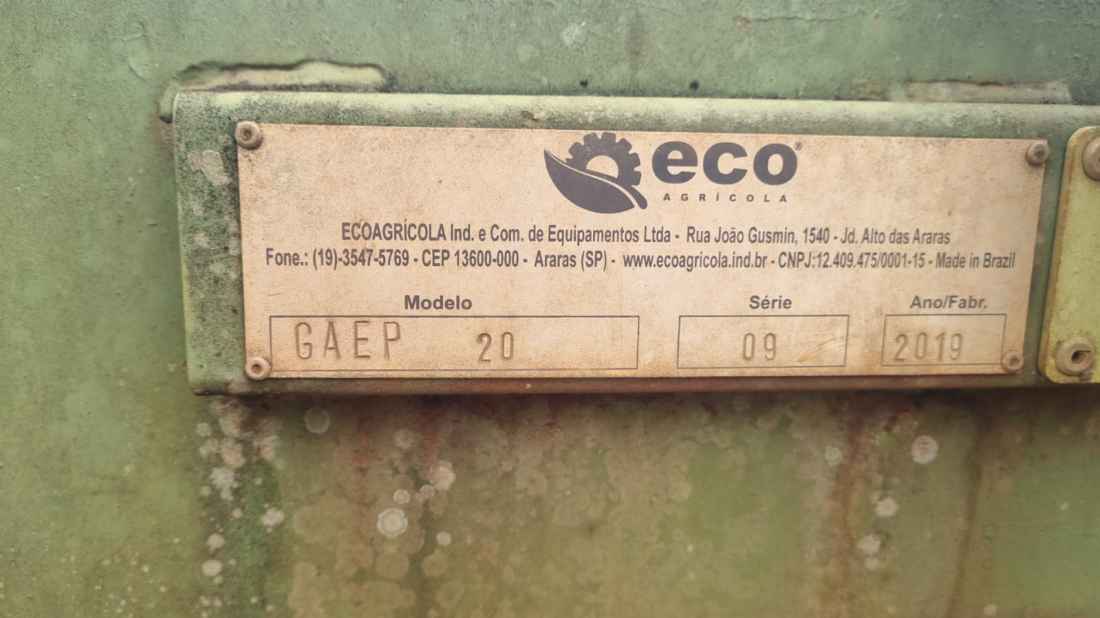 eco®
AGRÍCOLA
ECOAGRÍCOLA Ind. e Com. de Equipamentos Ltda - Rua João Gusmin, 1540 - Jd. Alto das Araras
Fone.: (19)-3547-5769 - CEP 13600-000 - Araras (SP) - www.ecoagricola.ind.br - CNPJ:12.409.475/0001-15 - Made in Brazil
Modelo Série Ano/Fabr.
GAEP 20 09 2019